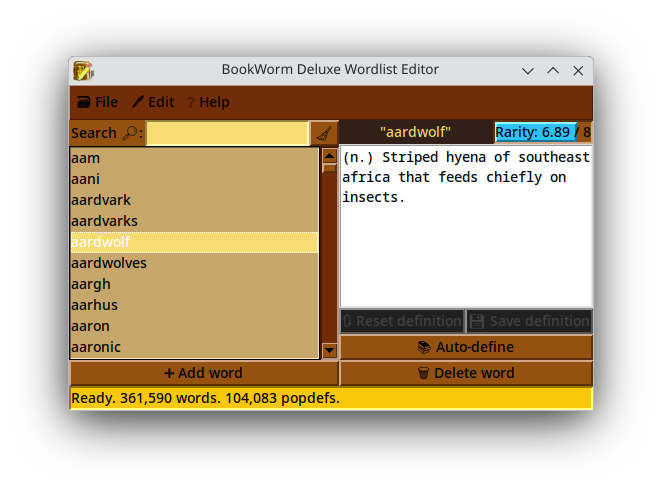 BookWorm Deluxe Wordlist Editor
File Edit ? Help
Search :
"aardwolf"
Rarity: 6.89 / 8
aam
aani
aardvark
aardvarks
aardwolf
aardwolves
aargh
aarhus
aaron
aaronic
(n.) Striped hyena of southeast
africa that feeds chiefly on
insects.
Reset definition
Save definition
Auto-define
+ Add word
Delete word
Ready. 361,590 words. 104,083 popdefs.